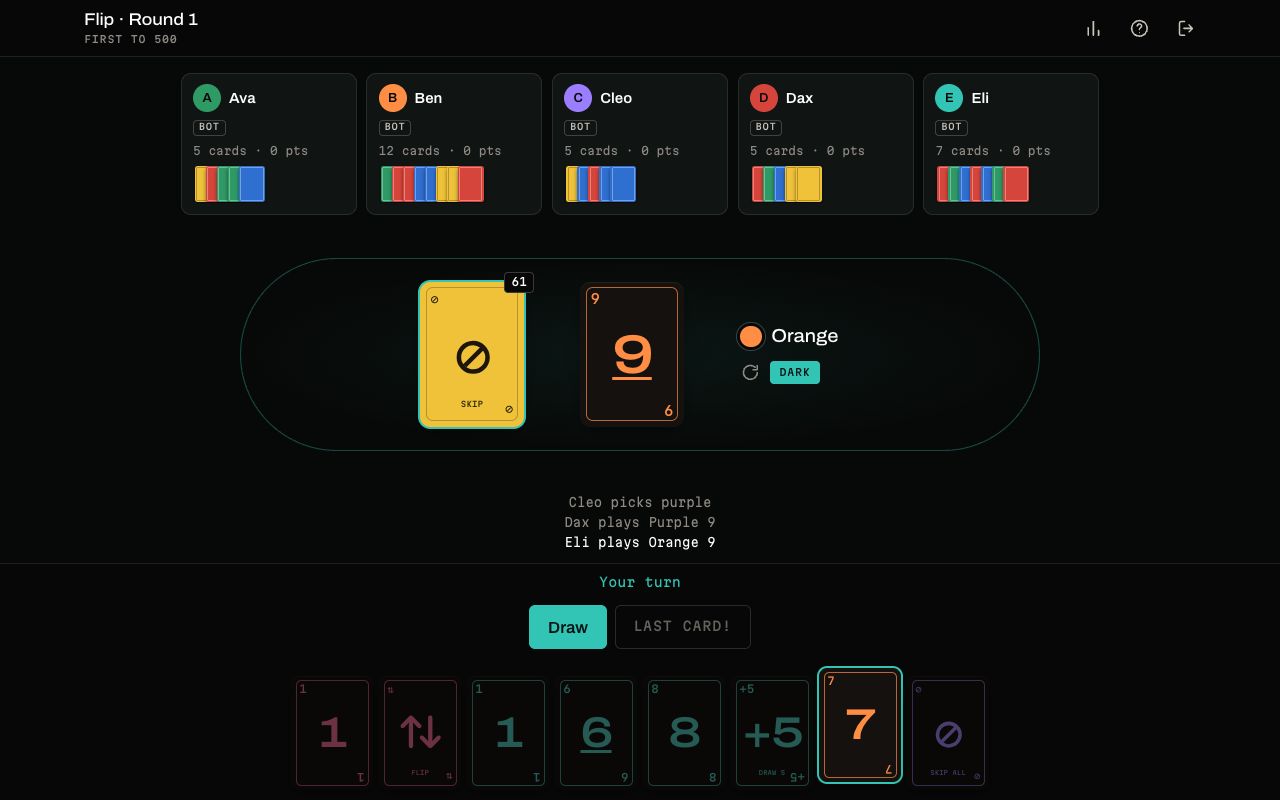 Flip · Round 1
FIRST TO 500
A Ava
BOT
5 cards · 0 pts
B Ben
BOT
12 cards · 0 pts
C Cleo
BOT
5 cards · 0 pts
D Dax
BOT
5 cards · 0 pts
E Eli
BOT
7 cards · 0 pts
61
SKIP
9
9
9
Orange
DARK
Cleo picks purple
Dax plays Purple 9
Eli plays Orange 9
Your turn
Draw
LAST CARD!
1
1
1
FLIP
1
1
1
6
6
6
8
8
8
+5
+5
DRAW 5
+5
7
7
7
SKIP ALL